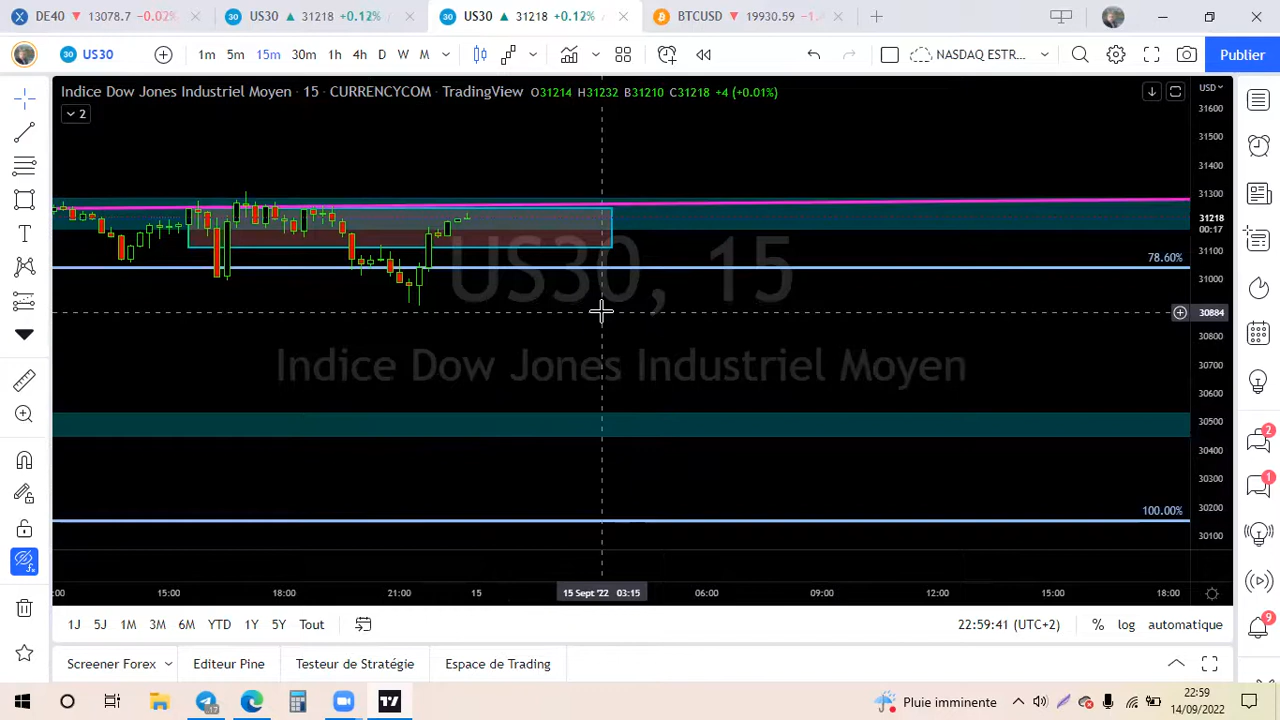 DE40 ▼ 13078.7 −0.02%
US30 ▲ 31218 +0.12%
US30 ▲ 31218 +0.12%
BTCUSD 19930.59
US30
1m 5m 15m 30m 1h 4h D W M
NASDAQ ESTR...
Publier
Indice Dow Jones Industriel Moyen · 15 · CURRENCYCOM · TradingView O31214 H31232 B31210 C31218 +4 (+0.01%)
2
USD
31600
31500
31400
31300
31218
00:17
31100
31000
30884
30800
30700
30600
30500
30400
30300
30200
30100
78.60%
100.00%
US30, 15
Indice Dow Jones Industriel Moyen
:00 15:00 18:00 21:00 15 15 Sept '22 03:15 06:00 09:00 12:00 15:00 18:00
1J 5J 1M 3M 6M YTD 1Y 5Y Tout
22:59:41 (UTC+2) % log automatique
Screener Forex Editeur Pine Testeur de Stratégie Espace de Trading
2
1
9
17
Pluie imminente
22:59
14/09/2022